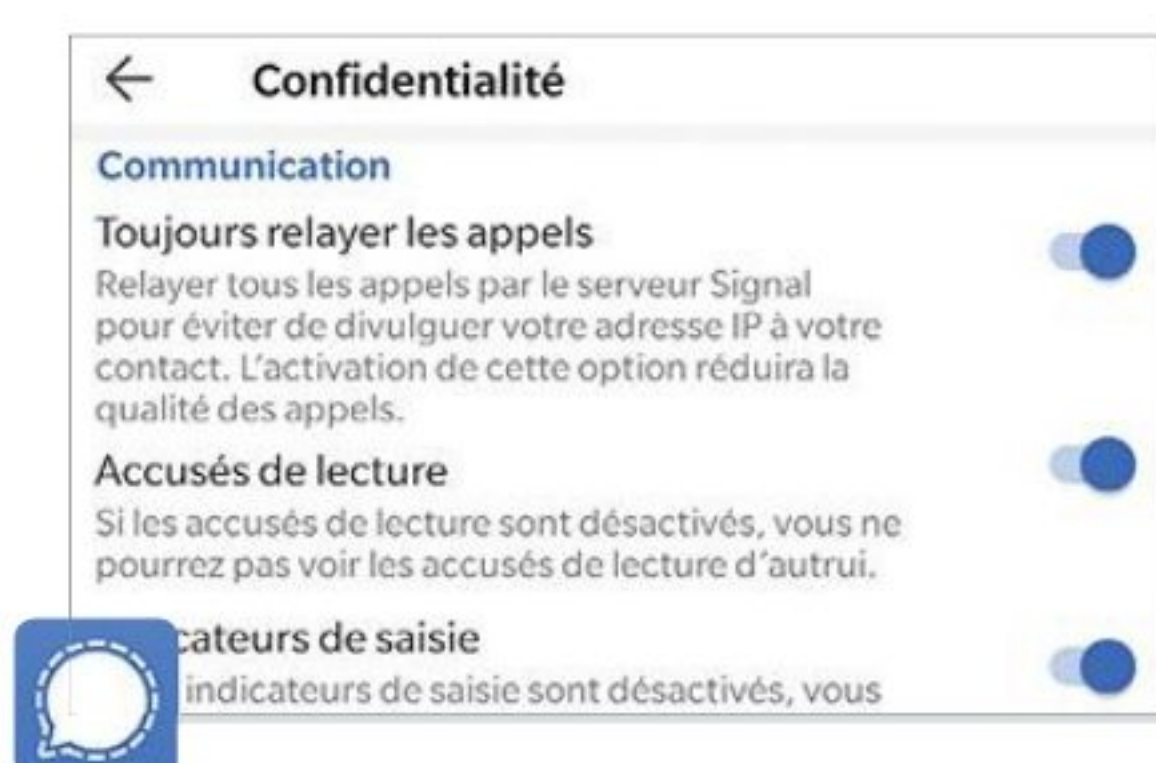 Confidentialité
Communication
Toujours relayer les appels
Relayer tous les appels par le serveur Signal
pour éviter de divulguer votre adresse IP à votre
contact. L'activation de cette option réduira la
qualité des appels.
Accusés de lecture
Si les accusés de lecture sont désactivés, vous ne
pourrez pas voir les accusés de lecture d'autrui.
cateurs de saisie
indicateurs de saisie sont désactivés, vous